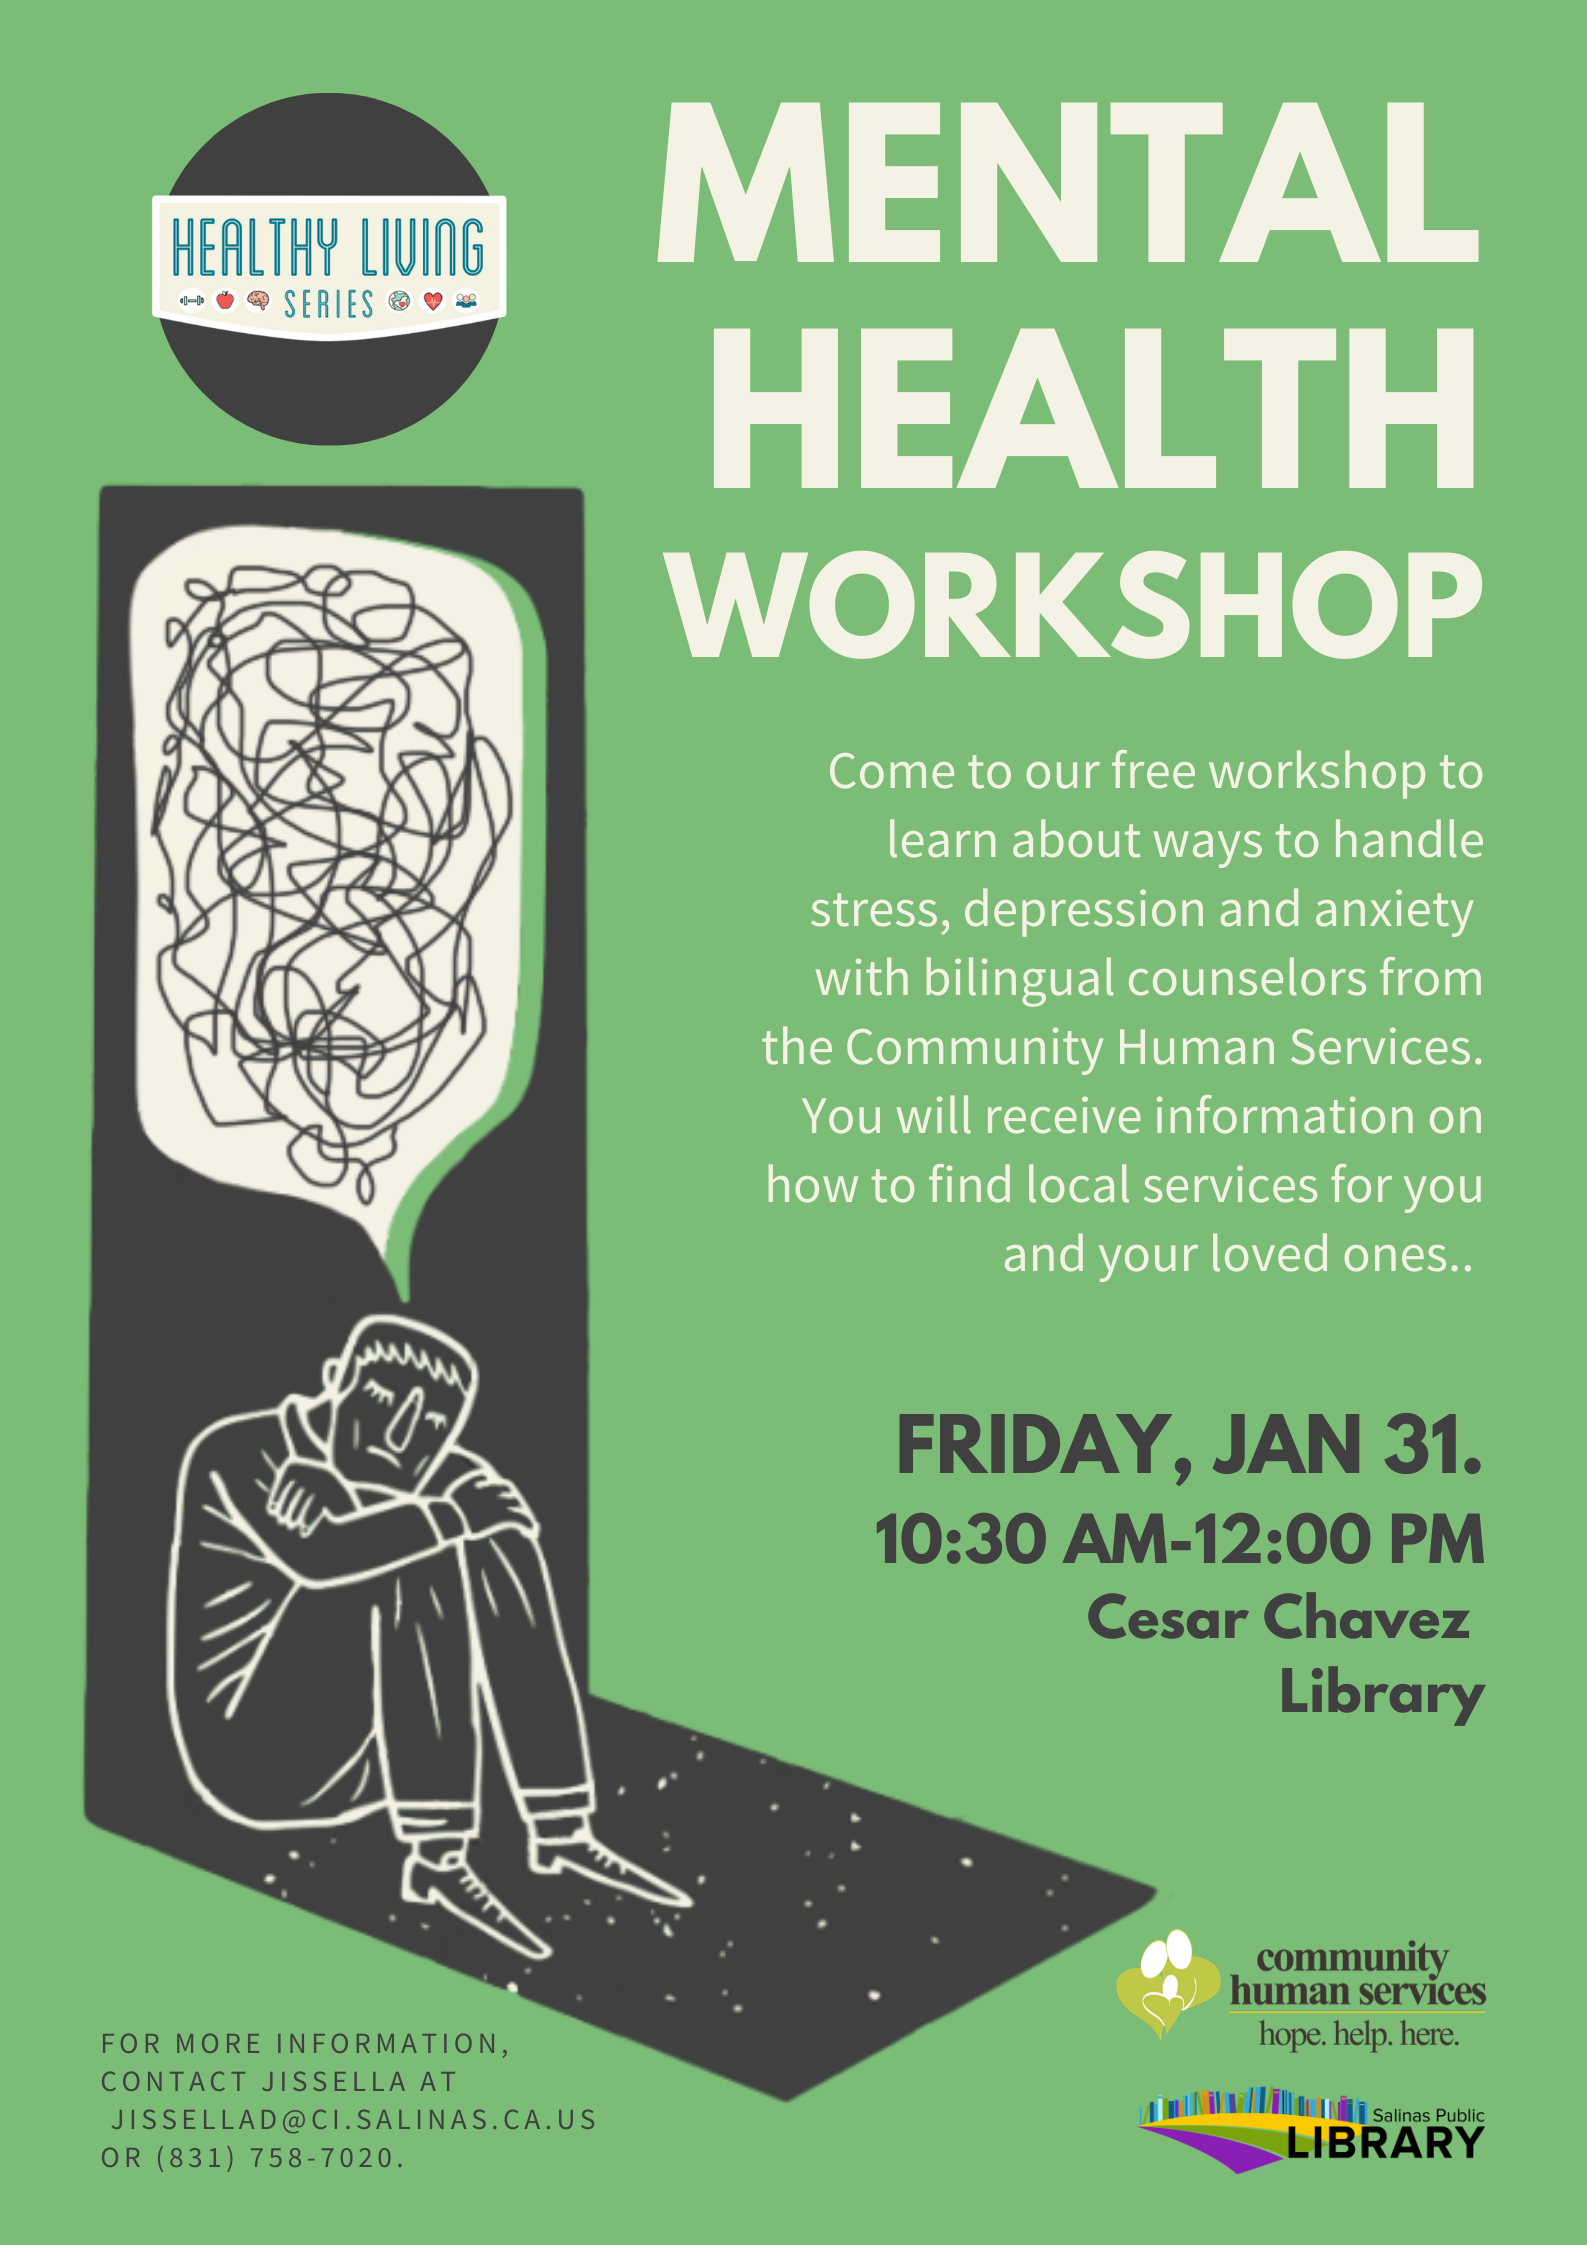 HEALTHY LIVING
SERIES
MENTAL
HEALTH
WORKSHOP
Come to our free workshop to
learn about ways to handle
stress, depression and anxiety
with bilingual counselors from
the Community Human Services.
You will receive information on
how to find local services for you
and your loved ones..
FRIDAY, JAN 31.
10:30 AM-12:00 PM
Cesar Chavez
Library
community
human services
hope. help. here.
Salinas Public
LIBRARY
FOR MORE INFORMATION,
CONTACT JISSELLA AT
JISSELLAD@CI.SALINAS.CA.US
OR (831) 758-7020.